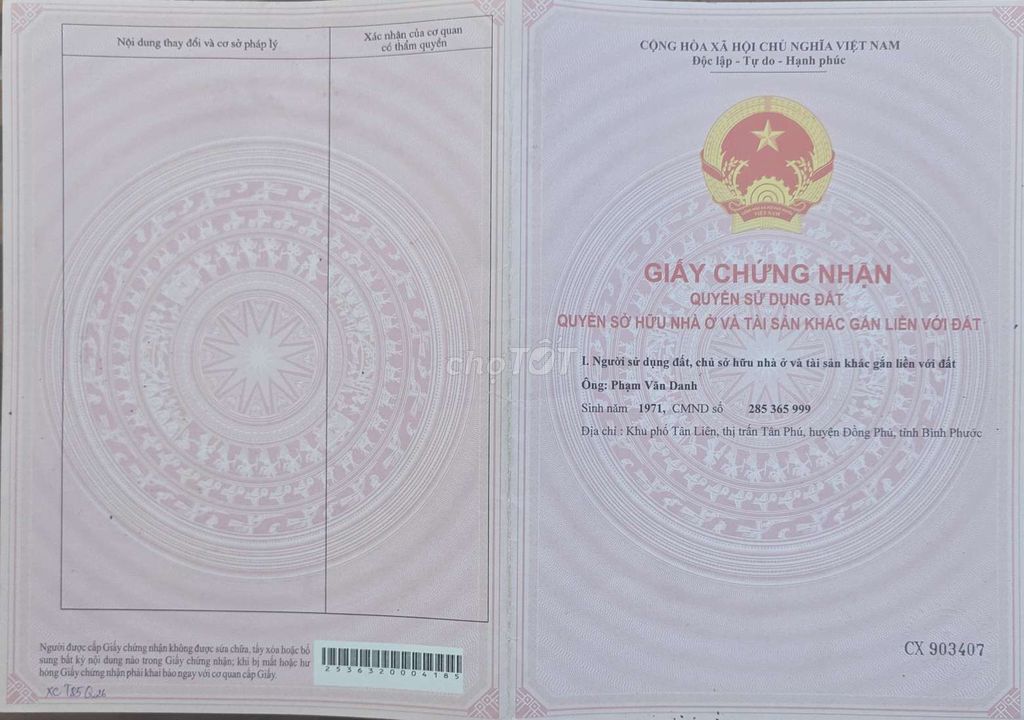 Nội dung thay đổi và cơ sở pháp lý
Xác nhận của cơ quan
có thẩm quyền
Người được cấp Giấy chứng nhận không được sửa chữa, tẩy xóa hoặc bổ
sung bất kỳ nội dung nào trong Giấy chứng nhận; khi bị mất hoặc hư
hỏng Giấy chứng nhận phải khai báo ngay với cơ quan cấp Giấy.
2536320004185
CỘNG HÒA XÃ HỘI CHỦ NGHĨA VIỆT NAM
Độc lập - Tự do - Hạnh phúc
VIỆT NAM
GIẤY CHỨNG NHẬN
QUYỀN SỬ DỤNG ĐẤT
QUYỀN SỞ HỮU NHÀ Ở VÀ TÀI SẢN KHÁC GẮN LIỀN VỚI ĐẤT
chợTỐT
I. Người sử dụng đất, chủ sở hữu nhà ở và tài sản khác gắn liền với đất
Ông: Phạm Văn Danh
Sinh năm 1971, CMND số 285 365 999
Địa chỉ : Khu phố Tân Liên, thị trấn Tân Phú, huyện Đồng Phú, tỉnh Bình Phước
CX 903407